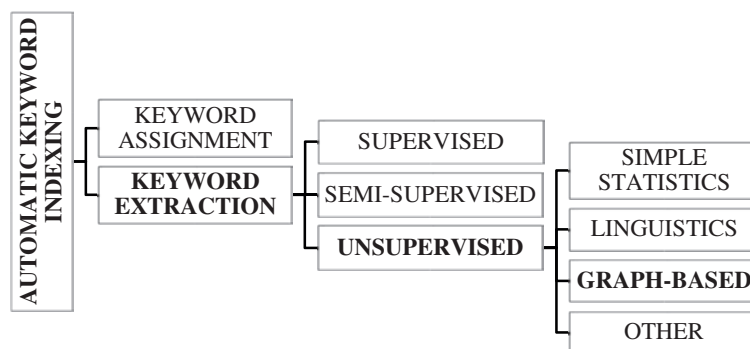 AUTOMATIC KEYWORD
INDEXING
KEYWORD
ASSIGNMENT
KEYWORD
EXTRACTION
SUPERVISED
SEMI-SUPERVISED
UNSUPERVISED
SIMPLE
STATISTICS
LINGUISTICS
GRAPH-BASED
OTHER